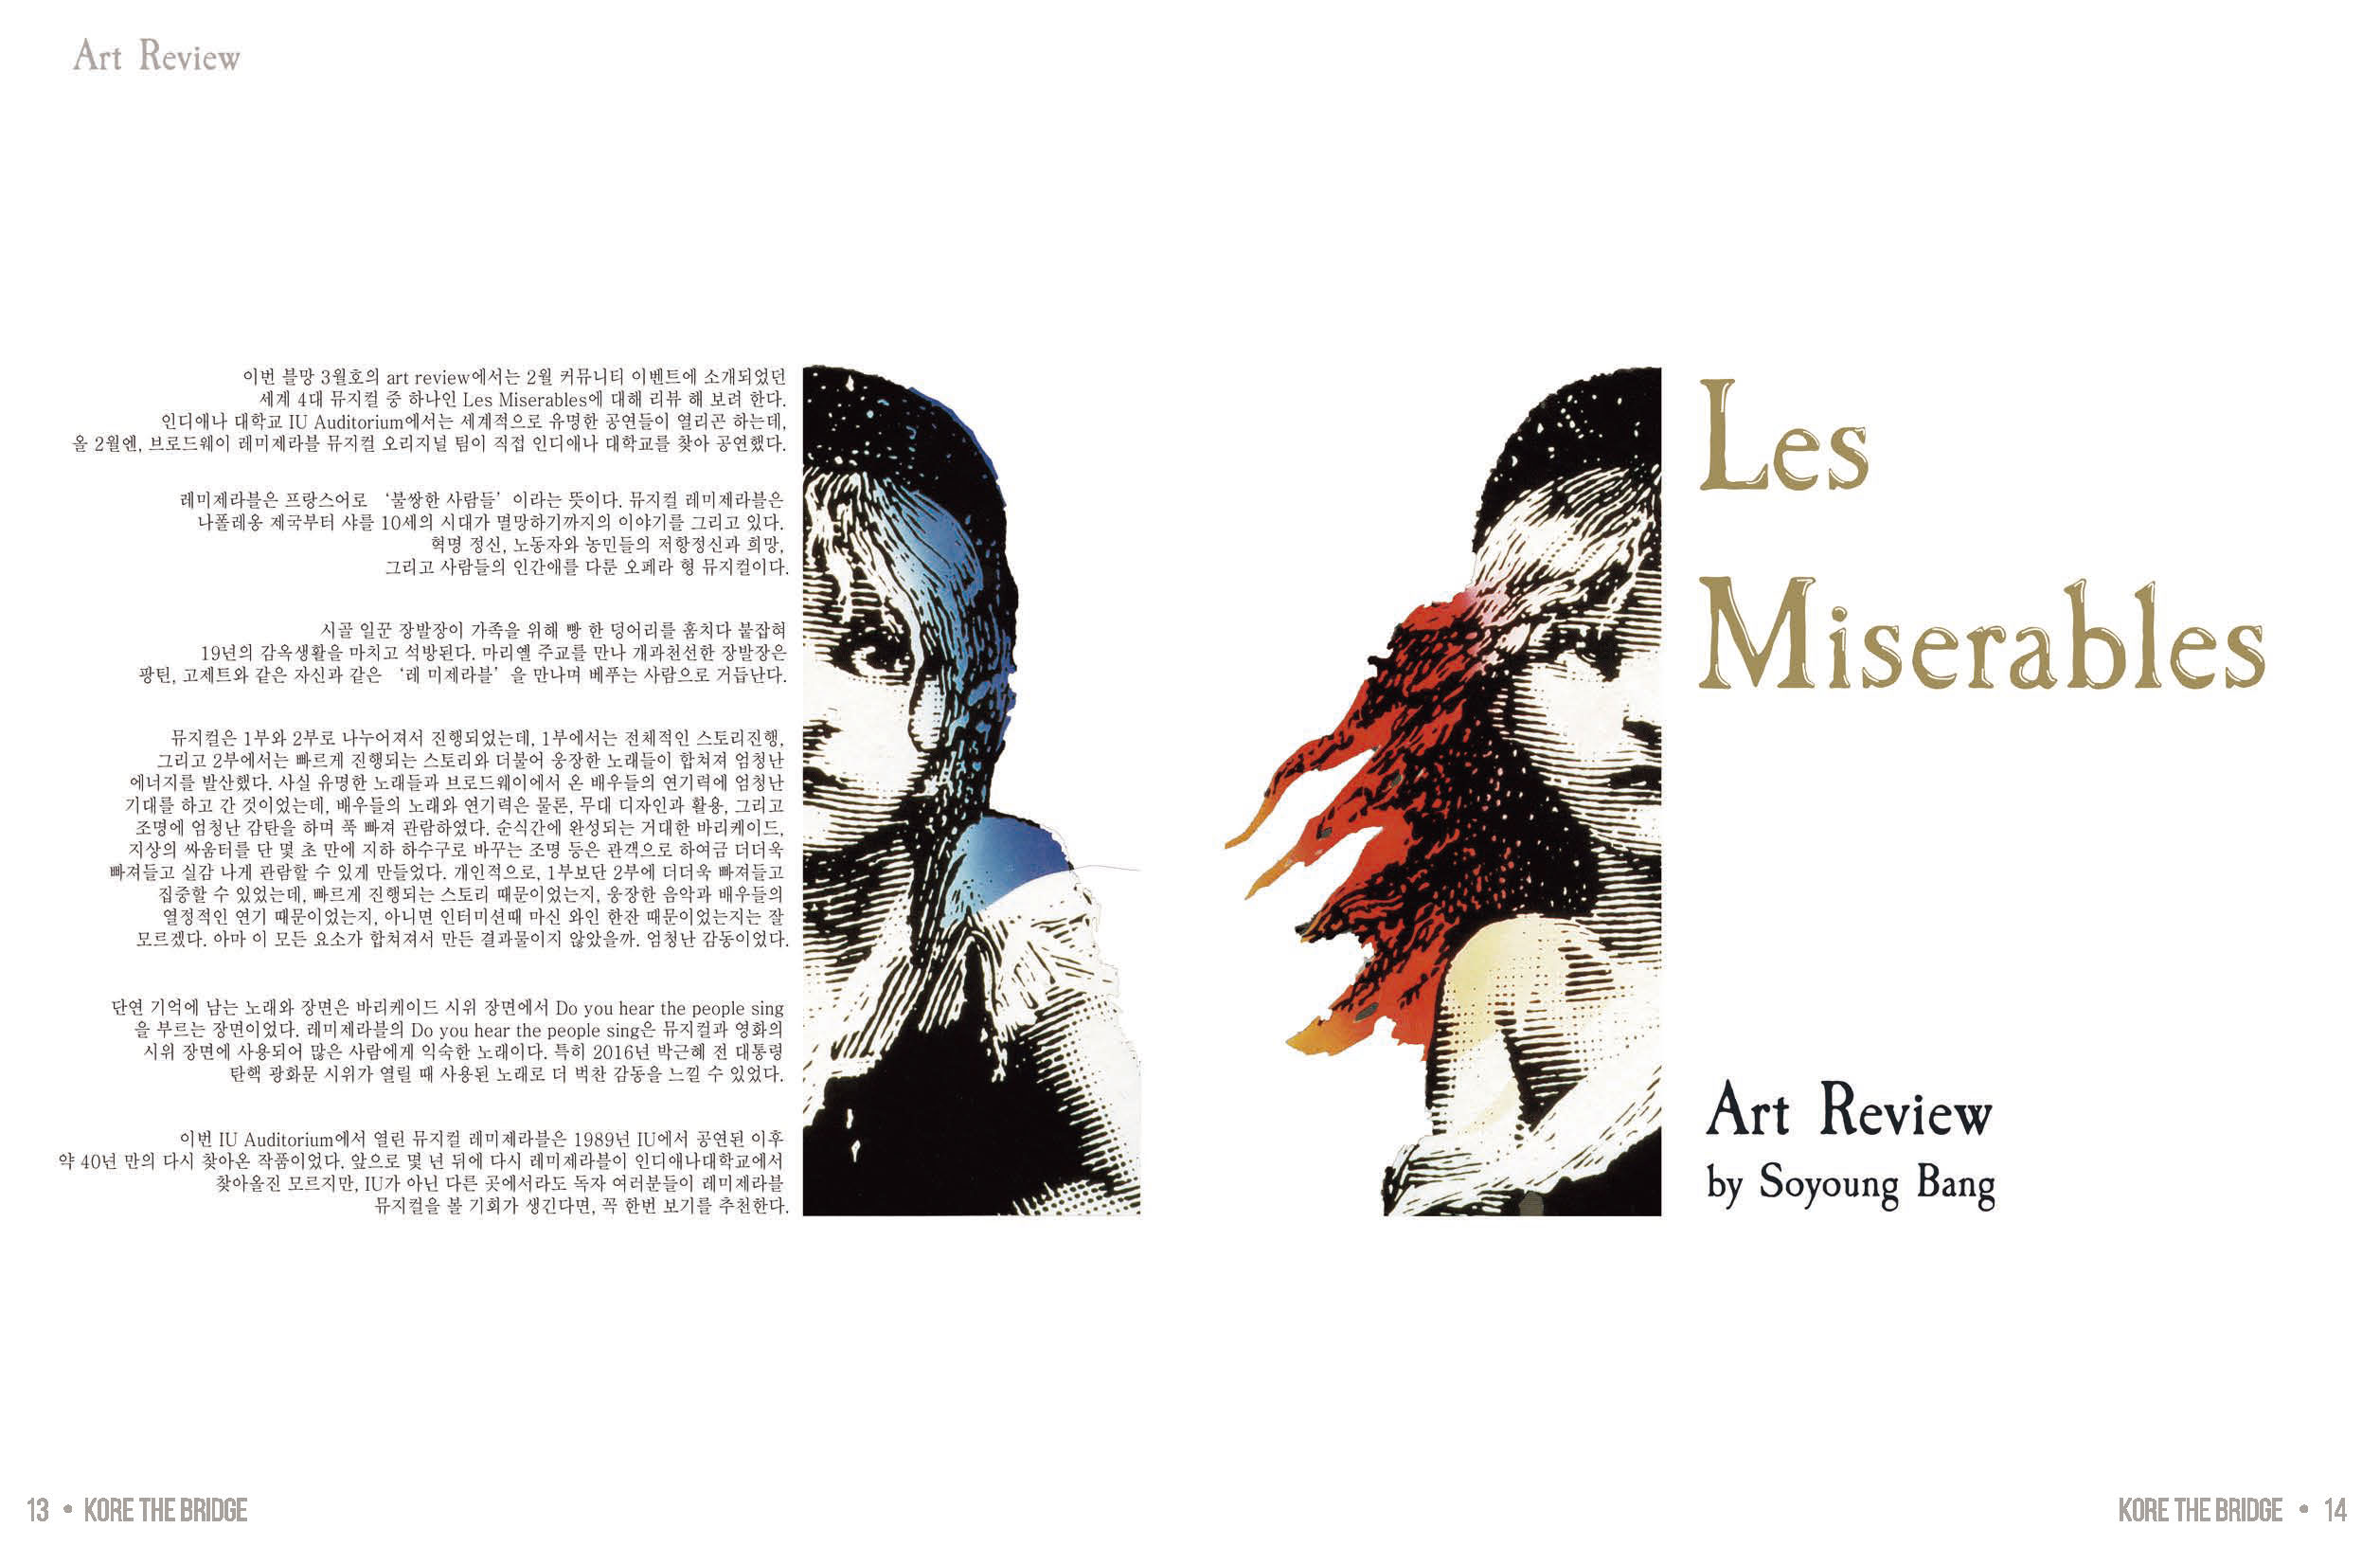 Art Review
이번 블망 3월호의 art review에서는 2월 커뮤니티 이벤트에 소개되었던
세계 4대 뮤지컬 중 하나인 Les Miserables에 대해 리뷰 해 보려 한다.
인디애나 대학교 IU Auditorium에서는 세계적으로 유명한 공연들이 열리곤 하는데,
올 2월엔, 브로드웨이 레미제라블 뮤지컬 오리지널 팀이 직접 인디애나 대학교를 찾아 공연했다.
레미제라블은 프랑스어로 ‘불쌍한 사람들’이라는 뜻이다. 뮤지컬 레미제라블은
나폴레옹 제국부터 샤를 10세의 시대가 멸망하기까지의 이야기를 그리고 있다.
혁명 정신, 노동자와 농민들의 저항정신과 희망,
그리고 사람들의 인간애를 다룬 오페라 형 뮤지컬이다.
시골 일꾼 장발장이 가족을 위해 빵 한 덩어리를 훔치다 붙잡혀
19년의 감옥생활을 마치고 석방된다. 마리엘 주교를 만나 개과천선한 장발장은
팡틴, 고제트와 같은 자신과 같은 ‘레 미제라블’을 만나며 베푸는 사람으로 거듭난다.
뮤지컬은 1부와 2부로 나누어져서 진행되었는데, 1부에서는 전체적인 스토리진행,
그리고 2부에서는 빠르게 진행되는 스토리와 더불어 웅장한 노래들이 합쳐져 엄청난
에너지를 발산했다. 사실 유명한 노래들과 브로드웨이에서 온 배우들의 연기력에 엄청난
기대를 하고 간 것이었는데, 배우들의 노래와 연기력은 물론, 무대 디자인과 활용, 그리고
조명에 엄청난 감탄을 하며 푹 빠져 관람하였다. 순식간에 완성되는 거대한 바리케이드,
지상의 싸움터를 단 몇 초 만에 지하 하수구로 바꾸는 조명 등은 관객으로 하여금 더더욱
빠져들고 실감 나게 관람할 수 있게 만들었다. 개인적으로, 1부보단 2부에 더더욱 빠져들고
집중할 수 있었는데, 빠르게 진행되는 스토리 때문이었는지, 웅장한 음악과 배우들의
열정적인 연기 때문이었는지, 아니면 인터미션때 마신 와인 한잔 때문이었는지는 잘
모르겠다. 아마 이 모든 요소가 합쳐져서 만든 결과물이지 않았을까. 엄청난 감동이었다.
단연 기억에 남는 노래와 장면은 바리케이드 시위 장면에서 Do you hear the people sing
을 부르는 장면이었다. 레미제라블의 Do you hear the people sing은 뮤지컬과 영화의
시위 장면에 사용되어 많은 사람에게 익숙한 노래이다. 특히 2016년 박근혜 전 대통령
탄핵 광화문 시위가 열릴 때 사용된 노래로 더 벅찬 감동을 느낄 수 있었다.
이번 IU Auditorium에서 열린 뮤지컬 레미제라블은 1989년 IU에서 공연된 이후
약 40년 만의 다시 찾아온 작품이었다. 앞으로 몇 년 뒤에 다시 레미제라블이 인디애나대학교에서
찾아올진 모르지만, IU가 아닌 다른 곳에서라도 독자 여러분들이 레미제라블
뮤지컬을 볼 기회가 생긴다면, 꼭 한번 보기를 추천한다.
Les
Miserables
Art Review
by Soyoung Bang
13 • KORE THE BRIDGE
KORE THE BRIDGE • 14